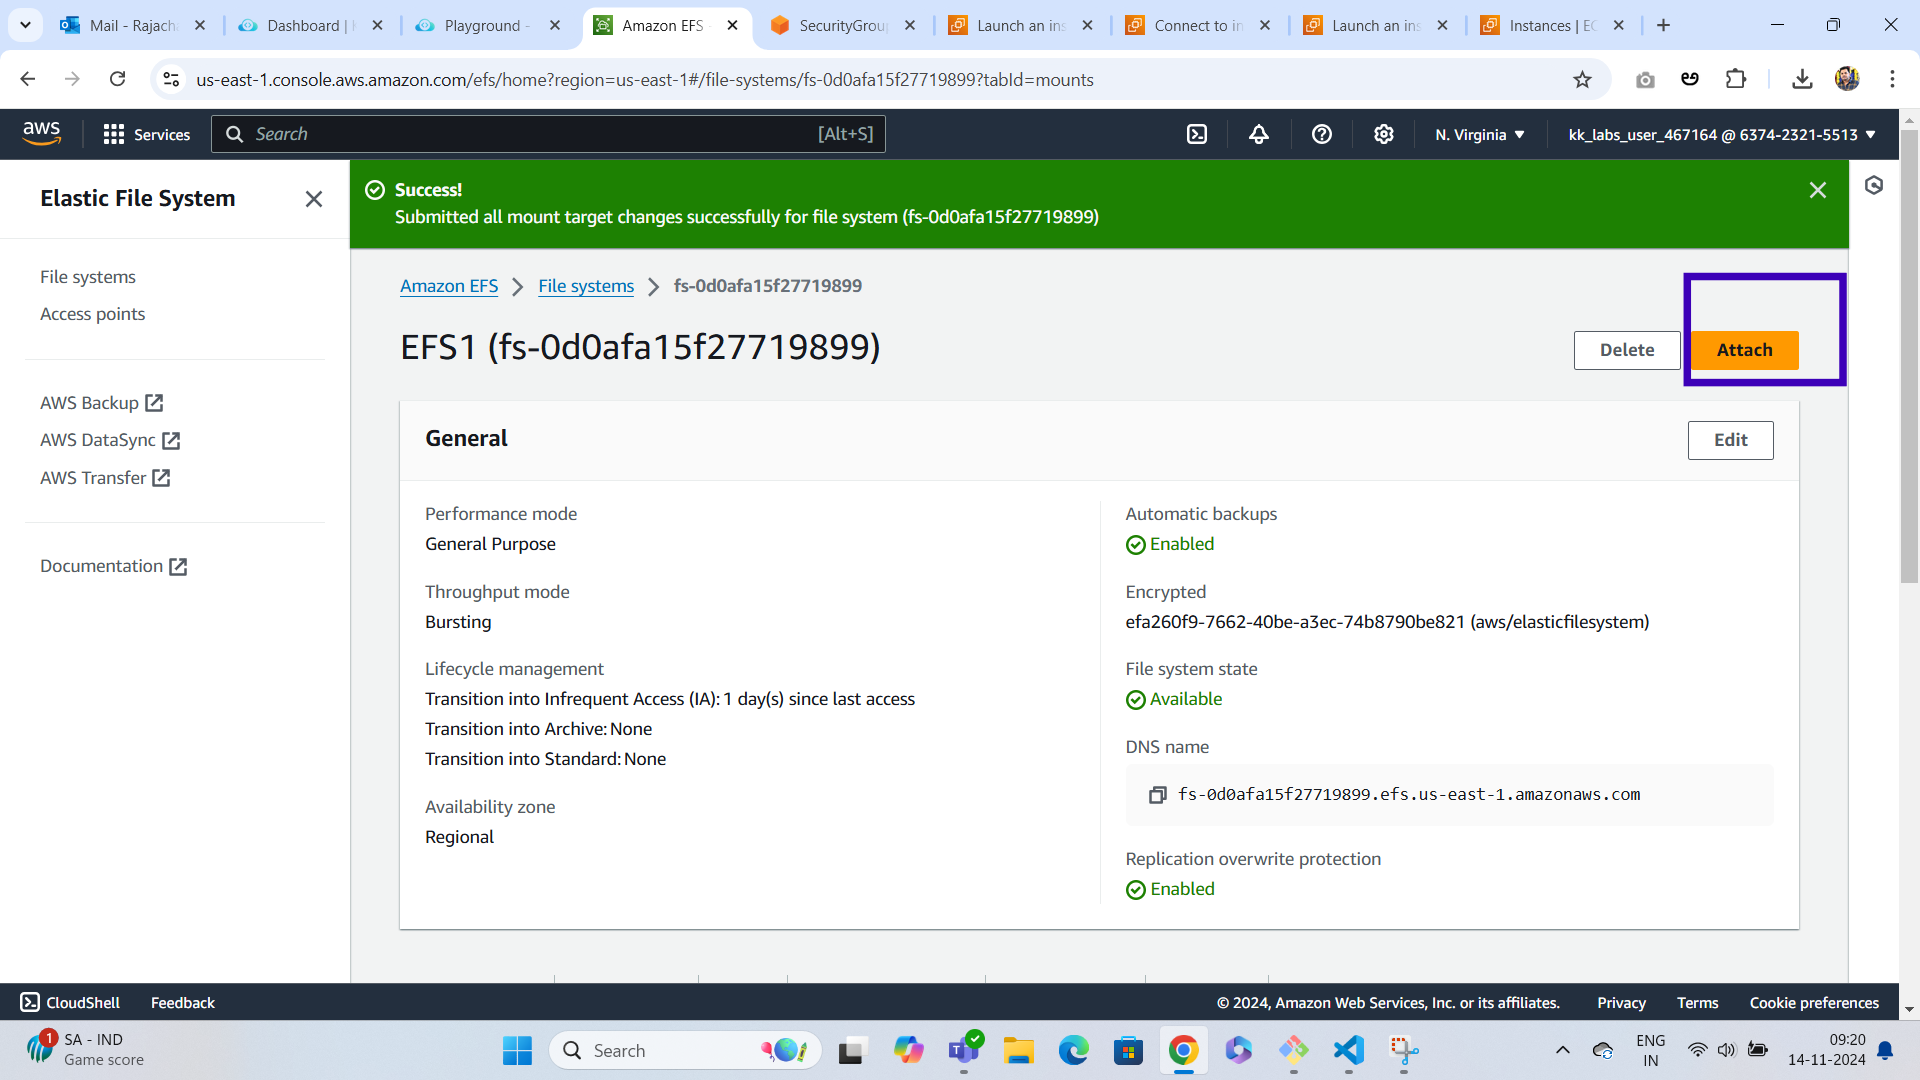 Mail - Rajach
Dashboard |
Playground -
Amazon EFS
SecurityGrou
Launch an ins
Connect to in
Launch an ins
Instances | EC
us-east-1.console.aws.amazon.com/efs/home?region=us-east-1#/file-systems/fs-0d0afa15f27719899?tabId=mounts
aws
Services
Search
[Alt+S]
N. Virginia
kk_labs_user_467164 @ 6374-2321-5513
Elastic File System
File systems
Access points
AWS Backup
AWS DataSync
AWS Transfer
Documentation
Success!
Submitted all mount target changes successfully for file system (fs-0d0afa15f27719899)
Amazon EFS
File systems
fs-0d0afa15f27719899
EFS1 (fs-0d0afa15f27719899)
Delete
Attach
General
Edit
Performance mode
General Purpose
Throughput mode
Bursting
Lifecycle management
Transition into Infrequent Access (IA): 1 day(s) since last access
Transition into Archive: None
Transition into Standard: None
Availability zone
Regional
Automatic backups
Enabled
Encrypted
efa260f9-7662-40be-a3ec-74b8790be821 (aws/elasticfilesystem)
File system state
Available
DNS name
fs-0d0afa15f27719899.efs.us-east-1.amazonaws.com
Replication overwrite protection
Enabled
CloudShell
Feedback
© 2024, Amazon Web Services, Inc. or its affiliates.
Privacy
Terms
Cookie preferences
1
SA - IND
Game score
Search
ENG
IN
09:20
14-11-2024